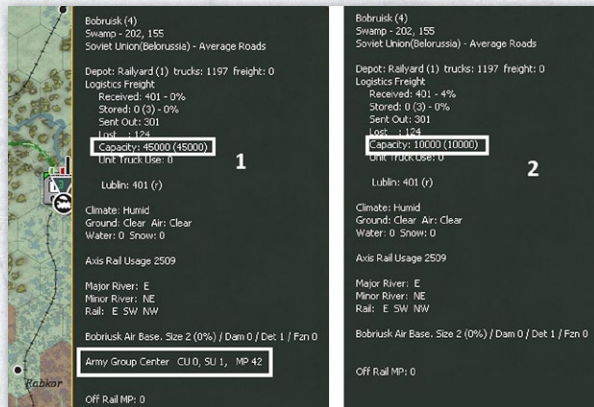 Bobruisk (4)
Swamp - 202, 155
Soviet Union(Belorussia) - Average Roads
Depot: Railyard (1) trucks: 1197 freight: 0
Logistics Freight
Received: 401 - 0%
Stored: 0 (3) - 0%
Sent Out: 301
Lost : 124
Capacity: 45000 (45000)
Unit Truck Use: 0
Lublin: 401 (r)
Climate: Humid
Ground: Clear Air: Clear
Water: 0 Snow: 0
Axis Rail Usage 2509
Major River: E
Minor River: NE
Rail: E SW NW
Bobriusk Air Base. Size 2 (0%) / Dam 0 / Det 1 / Fzn 0
Army Group Center CU 0, SU 1, MP 42
Off Rail MP: 0
1
Rabkor
Bobruisk (4)
Swamp - 202, 155
Soviet Union(Belorussia) - Average Roads
Depot: Railyard (1) trucks: 1197 freight: 0
Logistics Freight
Received: 401 - 4%
Stored: 0 (3) - 0%
Sent Out: 301
Lost : 124
Capacity: 10000 (10000)
Unit Truck Use: 0
Lublin: 401 (r)
Climate: Humid
Ground: Clear Air: Clear
Water: 0 Snow: 0
Axis Rail Usage 2509
Major River: E
Minor River: NE
Rail: E SW NW
Bobriusk Air Base. Size 2 (0%) / Dam 0 / Det 1 / Fzn 0
Off Rail MP: 0
2